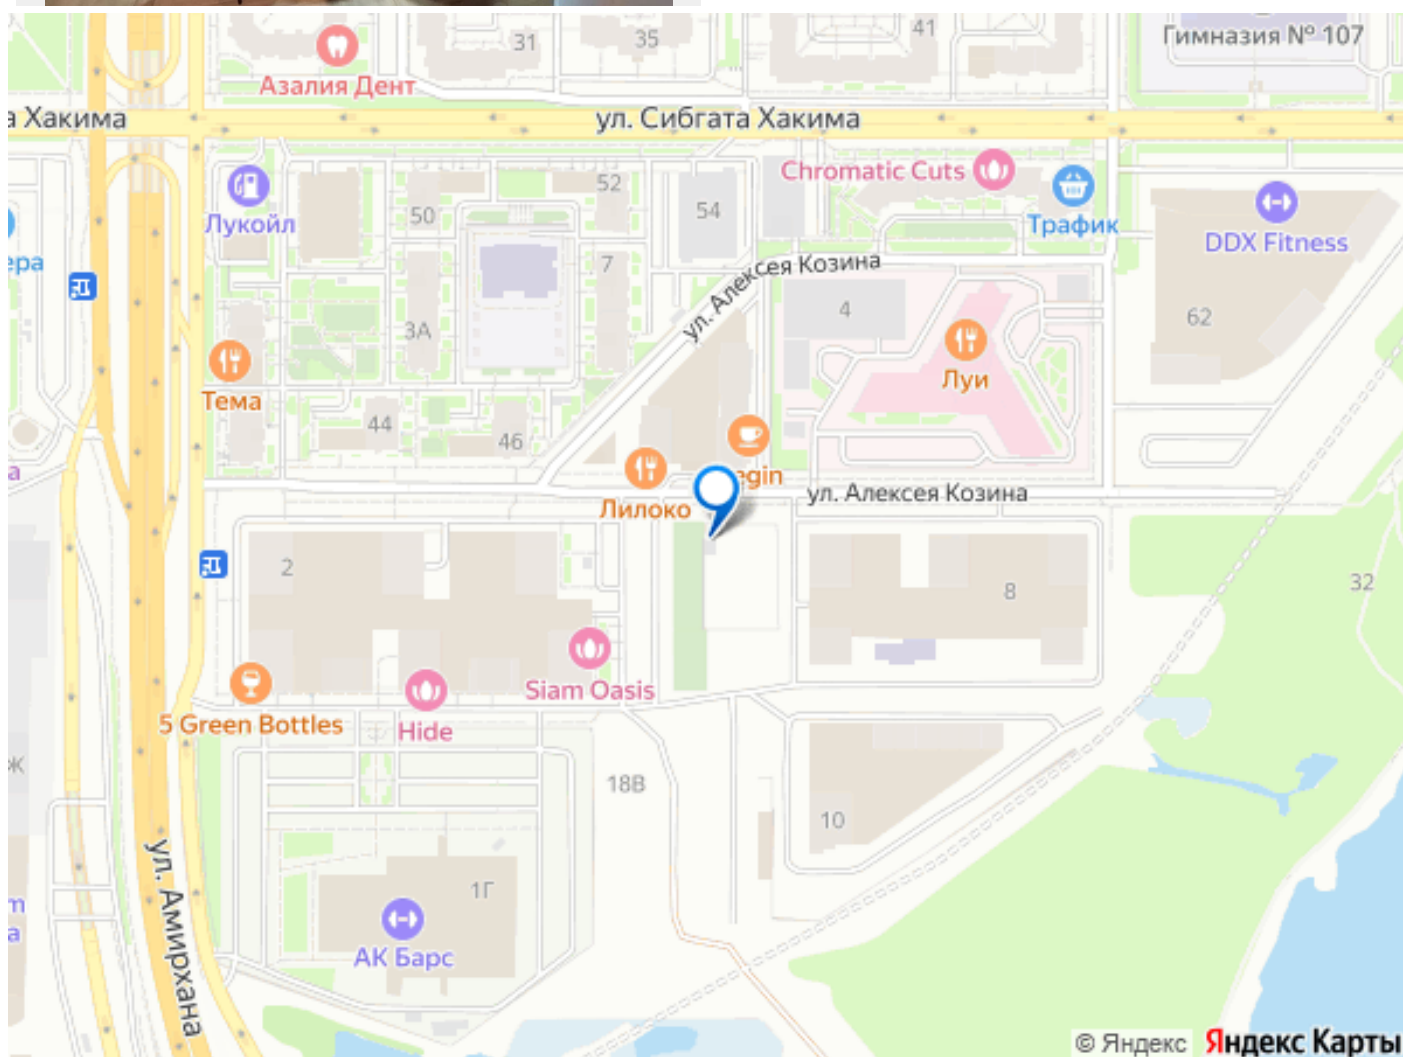 Гимназия № 107
41
35
31
Азалия Дент
а Хакима
ул. Сибгата Хакима
Chromatic Cuts
52
50
54
Лукойл
Трафик
DDX Fitness
ера
7
ул. Алексея Козина
4
62
3А
Луи
Тема
44
46
а
egin
Лилоко
ул. Алексея Козина
2
8
32
Siam Oasis
5 Green Bottles
Hide
Ж
18В
10
ул. Амирхана
1Г
m
а
АК Барс
© Яндекс Яндекс Карты